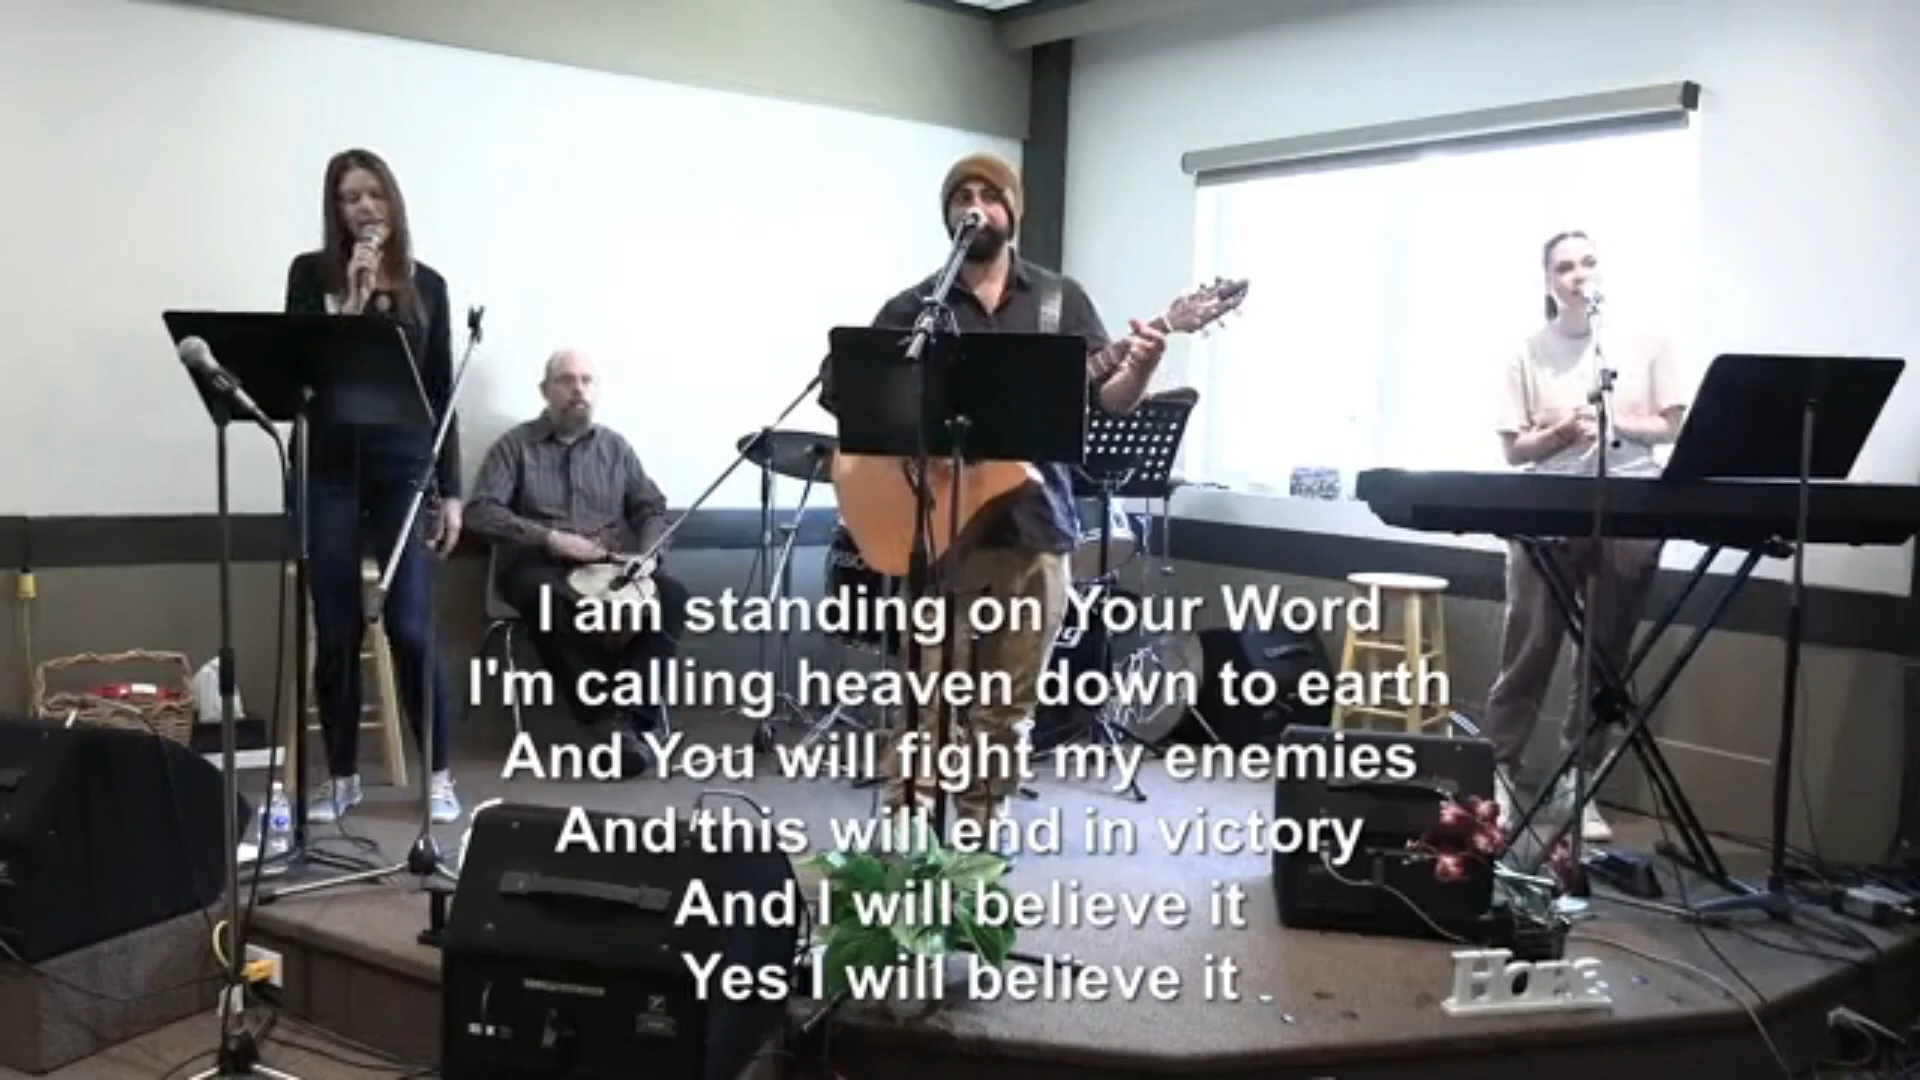 I am standing on Your Word
I'm calling heaven down to earth
And You will fight my enemies
And this will end in victory
And I will believe it
Yes I will believe it
HOPE